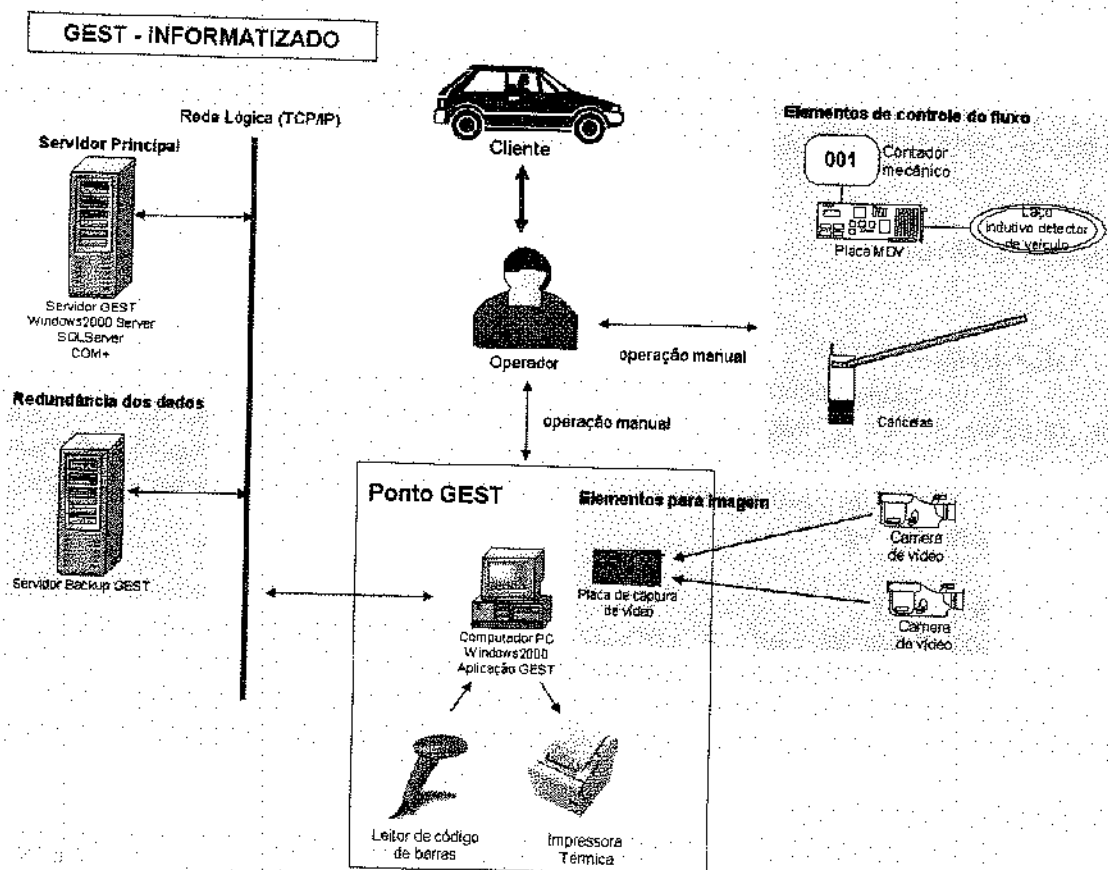 GEST - INFORMATIZADO
Rede Lógica (TCP/IP)
Servidor Principal
Servidor GEST
Windows2000 Server
SQLServer
COM+
Redundância dos dados
Servidor Backup GEST
Cliente
Operador
operação manual
operação manual
Elementos de controle do fluxo
001
Contador
mecânico
Placa MDV
Laço
indutivo detector
de veículo
Cancelas
Ponto GEST
Elementos para imagem
Placa de captura
de vídeo
Camera
de vídeo
Camera
de vídeo
Computador PC
Windows2000
Aplicação GEST
Leitor de código
de barras
Impressora
Térmica